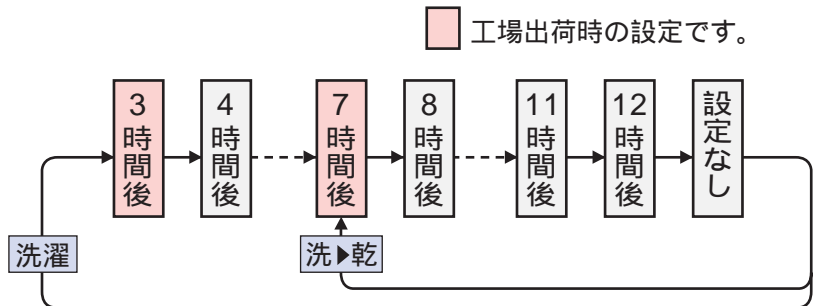 工場出荷時の設定です。
3時間後
4時間後
7時間後
8時間後
11時間後
12時間後
設定なし
洗濯
洗▶乾